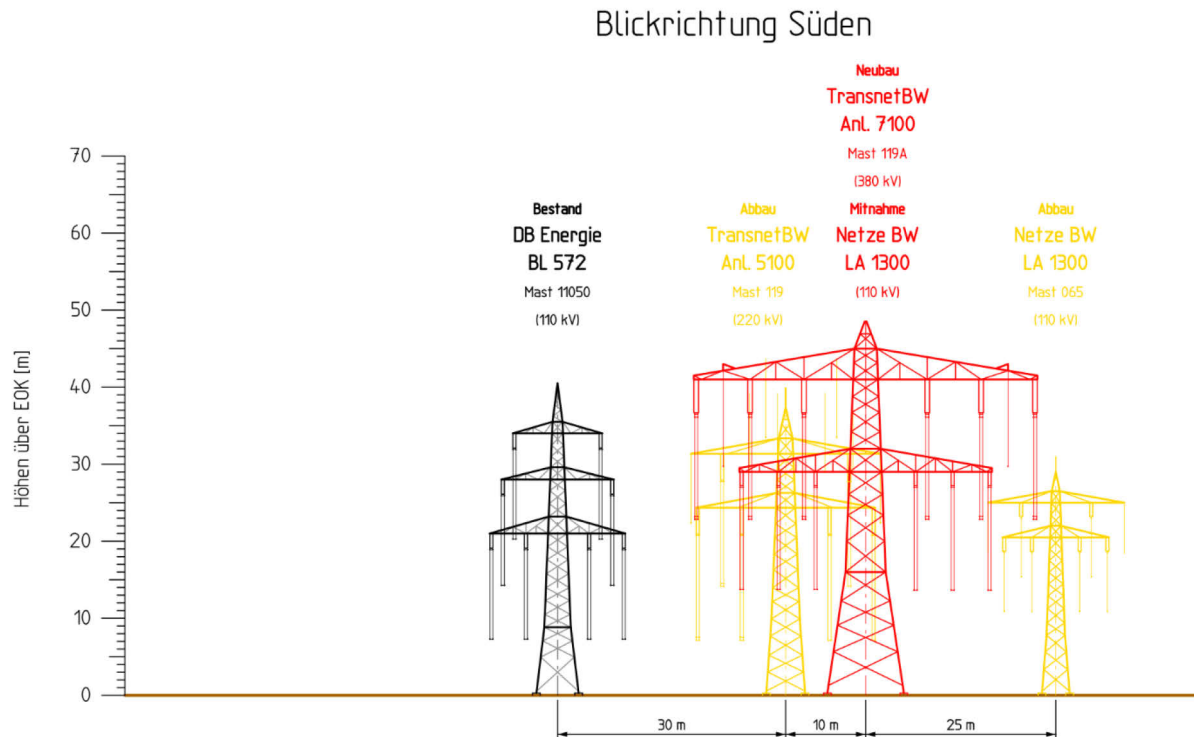 Blickrichtung Süden
Neubau
TransnetBW
Anl. 7100
Mast 119A
(380 kV)
Bestand
DB Energie
BL 572
Mast 11050
(110 kV)
Abbau
TransnetBW
Anl. 5100
Mast 119
(220 kV)
Mitnahme
Netze BW
LA 1300
(110 kV)
Abbau
Netze BW
LA 1300
Mast 065
(110 kV)
Höhen über EOK [m]
70
60
50
40
30
20
10
0
30 m
10 m
25 m